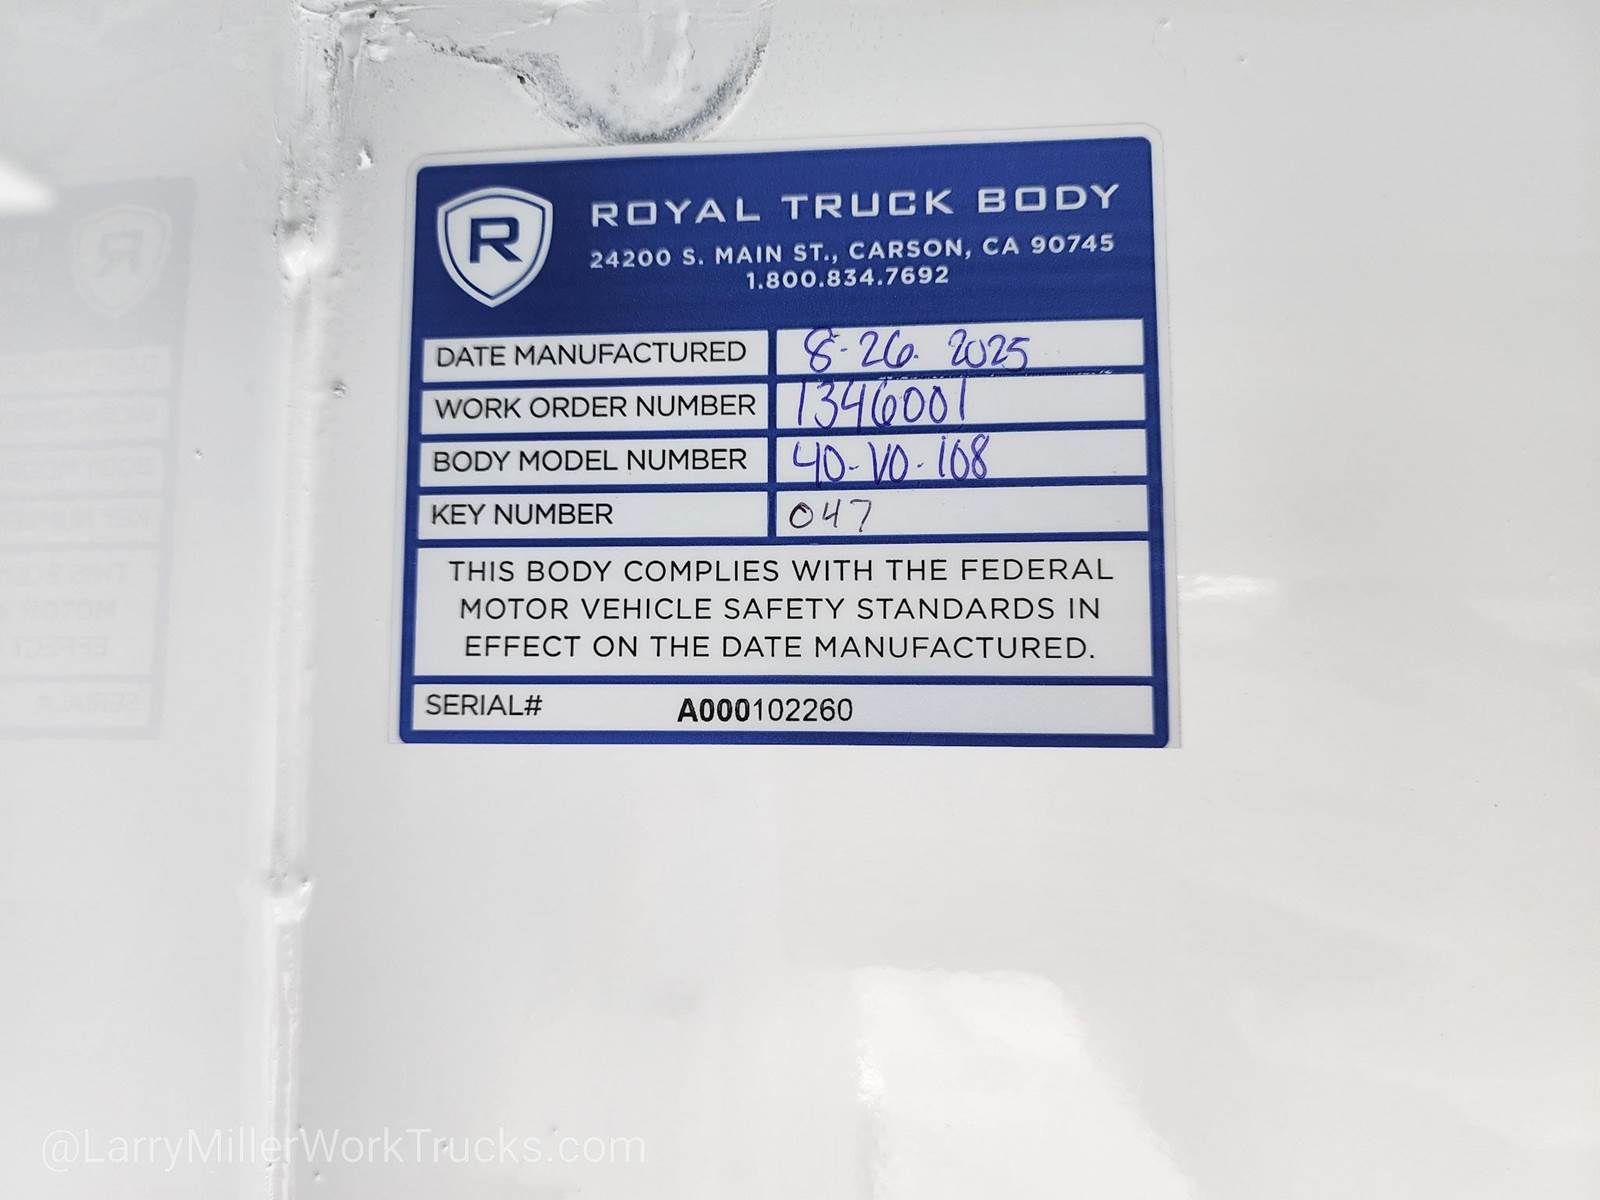 R
ROYAL TRUCK BODY
24200 S. MAIN ST., CARSON, CA 90745
1.800.834.7692
DATE MANUFACTURED 8-26-2025
WORK ORDER NUMBER 1346001
BODY MODEL NUMBER 40-VO-108
KEY NUMBER 047
THIS BODY COMPLIES WITH THE FEDERAL
MOTOR VEHICLE SAFETY STANDARDS IN
EFFECT ON THE DATE MANUFACTURED.
SERIAL# A000102260
@LarryMillerWorkTrucks.com